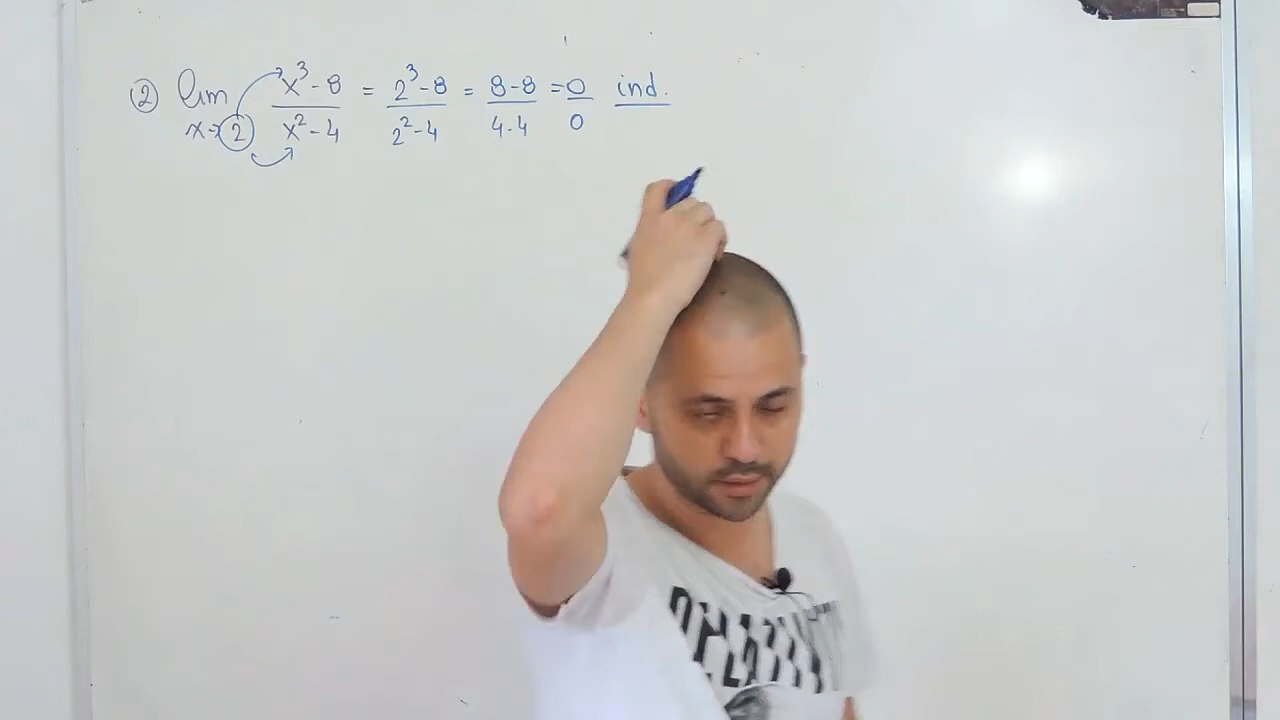 ② lim x→2 x³-8 / x²-4 = 2³-8 / 2²-4 = 8-8 / 4-4 = 0 / 0 ind.